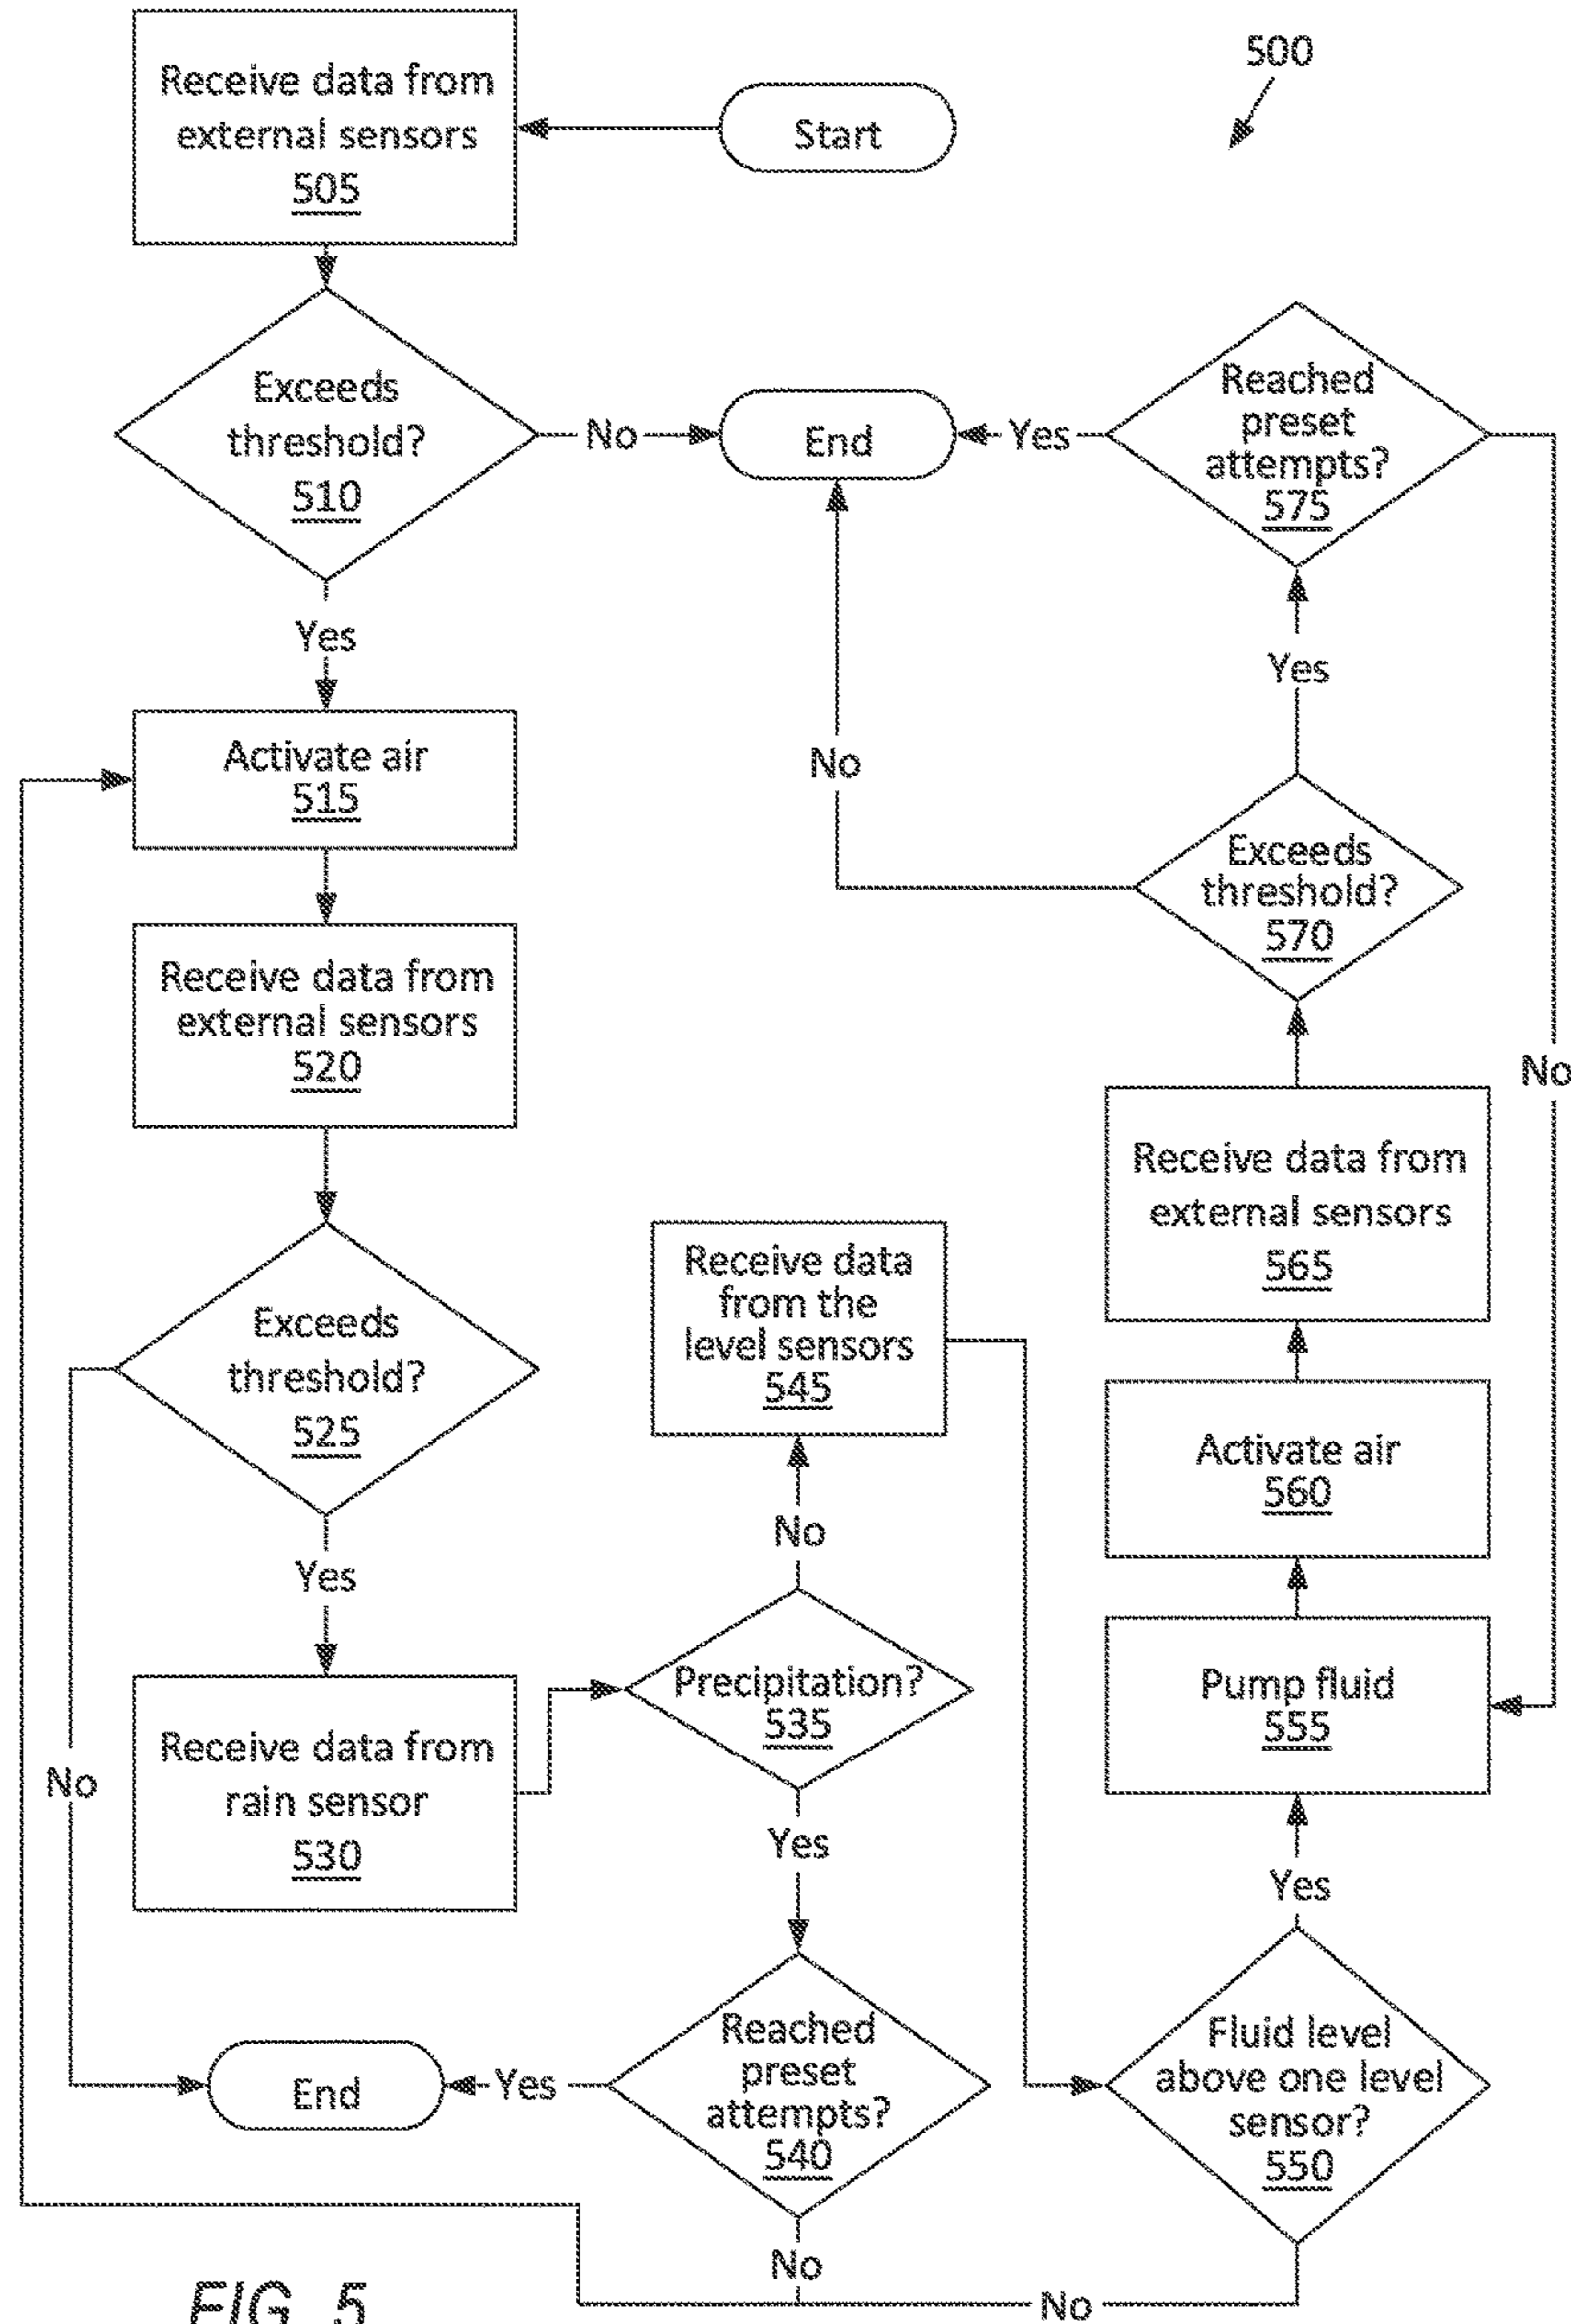 500
Start
Receive data from
external sensors
505
Exceeds
threshold?
510
No
End
Yes
Reached
preset
attempts?
575
Yes
Activate air
515
Yes
No
Exceeds
threshold?
570
Receive data from
external sensors
520
No
Receive data from
external sensors
565
Exceeds
threshold?
525
Receive data
from the
level sensors
545
Activate air
560
Yes
No
Precipitation?
535
Pump fluid
555
Receive data from
rain sensor
530
No
Yes
Yes
End
Yes
Reached
preset
attempts?
540
Fluid level
above one level
sensor?
550
No
No
FIG. 5